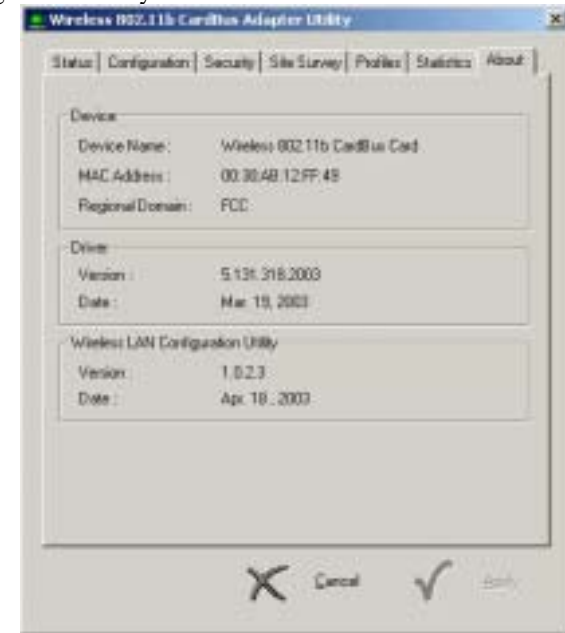 Wireless 802.11b CardBus Adapter Utility
Status Configuration Security Site Survey Profiles Statistics About
Device
Device Name : Wireless 802.11b CardBus Card
MAC Address : 00:30:AB:12:FF:48
Regional Domain : FCC
Driver
Version : 5.131.318.2003
Date : Mar. 19, 2003
Wireless LAN Configuration Utility
Version : 1.0.2.3
Date : Apr. 18 , 2003
Cancel Apply